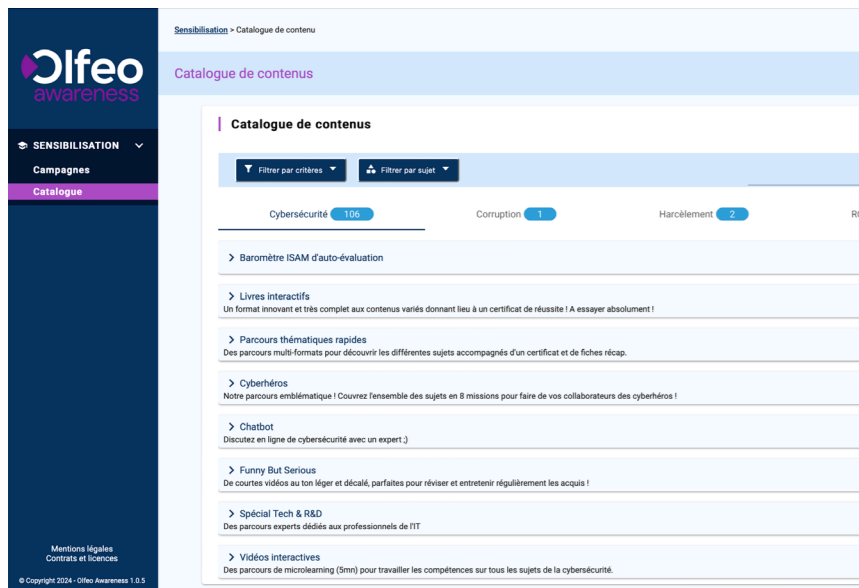 Sensibilisation > Catalogue de contenu
Olfeo
awareness
Catalogue de contenus
SENSIBILISATION
Campagnes
Catalogue
Catalogue de contenus
Filtrer par critères
Filtrer par sujet
Cybersécurité 106
Corruption 1
Harcèlement 2
Baromètre ISAM d'auto-évaluation
Livres interactifs
Un format innovant et très complet aux contenus variés donnant lieu à un certificat de réussite ! A essayer absolument !
Parcours thématiques rapides
Des parcours multi-formats pour découvrir les différentes sujets accompagnés d'un certificat et de fiches récap.
Cyberhéros
Notre parcours emblématique ! Couvrez l'ensemble des sujets en 8 missions pour faire de vos collaborateurs des cyberhéros !
Chatbot
Discutez en ligne de cybersécurité avec un expert ;)
Funny But Serious
De courtes vidéos au ton léger et décalé, parfaites pour réviser et entretenir régulièrement les acquis !
Spécial Tech & R&D
Des parcours experts dédiés aux professionnels de l'IT
Vidéos interactives
Des parcours de microlearning (5mn) pour travailler les compétences sur tous les sujets de la cybersécurité.
Mentions légales
Contrats et licences
© Copyright 2024 - Olfeo Awareness 1.0.5